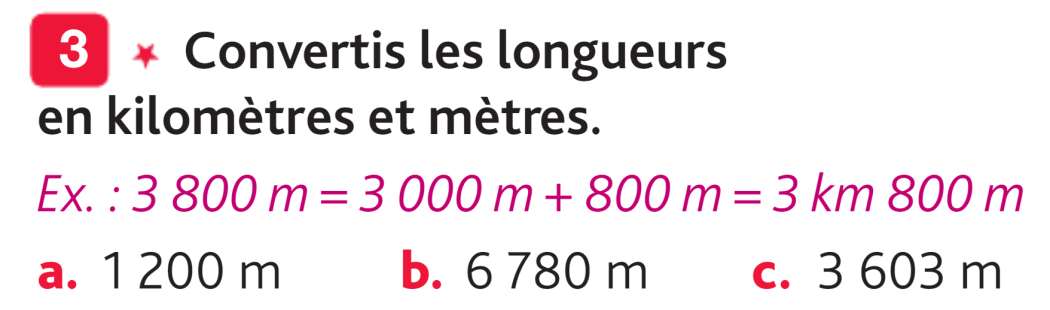 3 ★ Convertis les longueurs
en kilomètres et mètres.
Ex. : 3 800 m = 3 000 m + 800 m = 3 km 800 m
a. 1 200 m b. 6 780 m c. 3 603 m